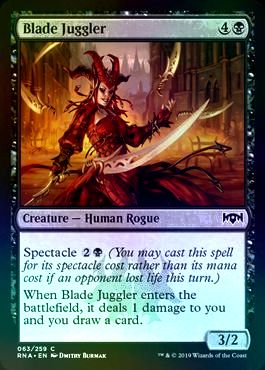 Blade Juggler 4
Creature — Human Rogue
Spectacle 2 (You may cast this spell
for its spectacle cost rather than its mana
cost if an opponent lost life this turn.)
When Blade Juggler enters the
battlefield, it deals 1 damage to you
and you draw a card.
3/2
063/259 C
RNA • EN DMITRY BURMAK
™ & © 2019 Wizards of the Coast